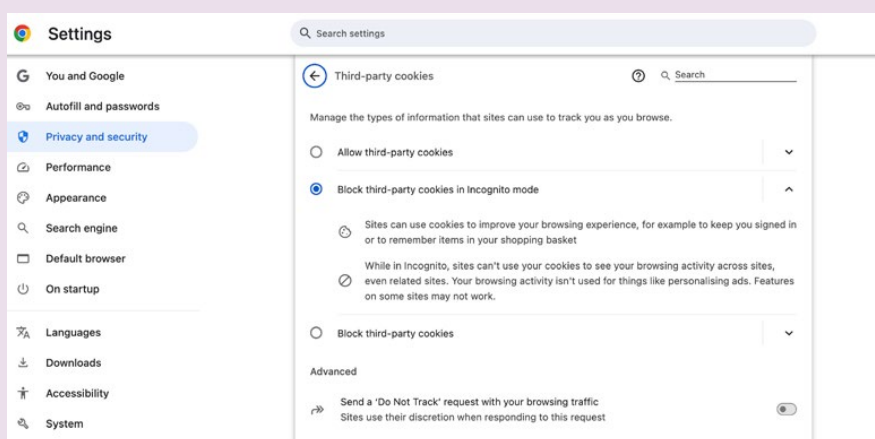 Settings
Search settings
You and Google
Autofill and passwords
Privacy and security
Performance
Appearance
Search engine
Default browser
On startup
Languages
Downloads
Accessibility
System
Third-party cookies
Search
Manage the types of information that sites can use to track you as you browse.
Allow third-party cookies
Block third-party cookies in Incognito mode
Sites can use cookies to improve your browsing experience, for example to keep you signed in
or to remember items in your shopping basket
While in Incognito, sites can't use your cookies to see your browsing activity across sites,
even related sites. Your browsing activity isn't used for things like personalising ads. Features
on some sites may not work.
Block third-party cookies
Advanced
Send a 'Do Not Track' request with your browsing traffic
Sites use their discretion when responding to this request